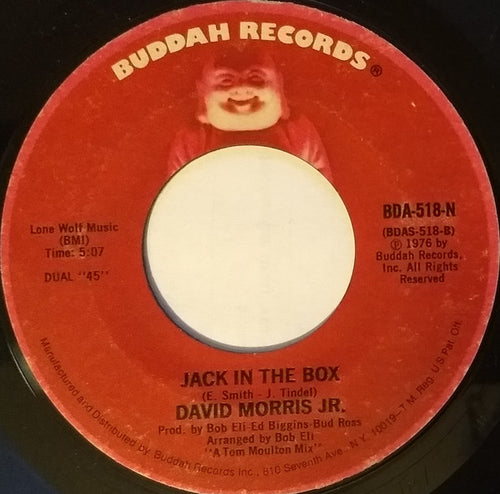 BUDDAH RECORDS®
BDA-518-N
(BDAS-518-B)
℗ 1976 by
Buddah Records,
Inc. All Rights
Reserved
Lone Wolf Music
(BMI)
Time: 5:07
DUAL "45"
JACK IN THE BOX
(E. Smith - J. Tindel)
DAVID MORRIS JR.
Prod. by Bob Eli-Ed Biggins-Bud Ross
Arranged by Bob Eli
"A Tom Moulton Mix"
Manufactured and Distributed by Buddah Records Inc., 810 Seventh Ave., N.Y. 10019-T.M. Reg. U.S. Pat. Off.